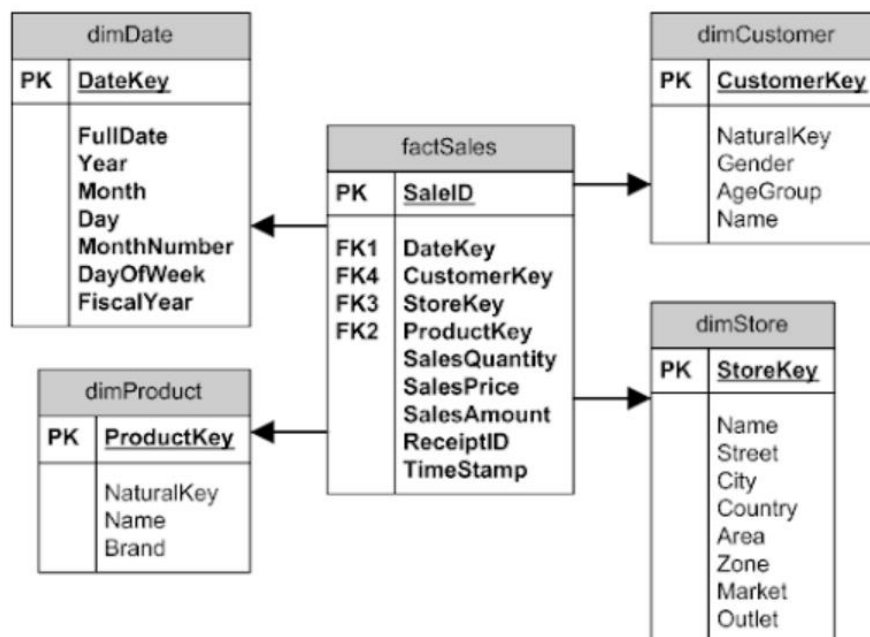 dimDate
PK DateKey
FullDate
Year
Month
Day
MonthNumber
DayOfWeek
FiscalYear
dimProduct
PK ProductKey
NaturalKey
Name
Brand
factSales
PK SaleID
FK1 DateKey
FK4 CustomerKey
FK3 StoreKey
FK2 ProductKey
SalesQuantity
SalesPrice
SalesAmount
ReceiptID
TimeStamp
dimCustomer
PK CustomerKey
NaturalKey
Gender
AgeGroup
Name
dimStore
PK StoreKey
Name
Street
City
Country
Area
Zone
Market
Outlet